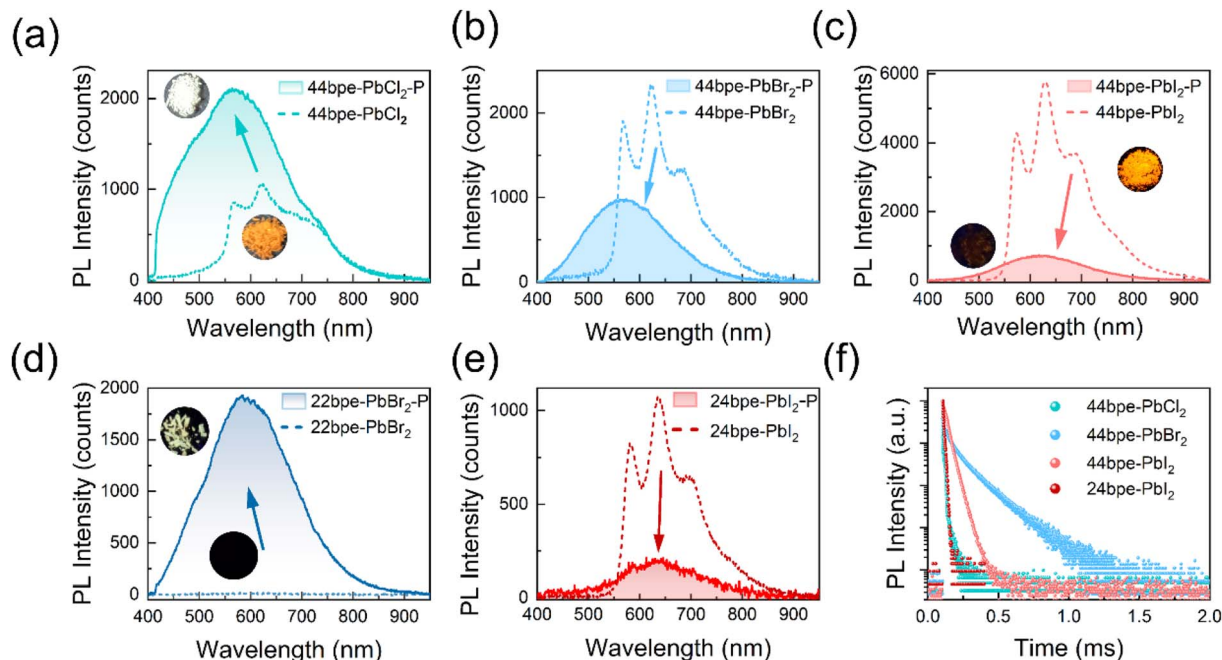 (a)
PL Intensity (counts)
2000
1000
0
44bpe-PbCl₂-P
44bpe-PbCl₂
400 500 600 700 800 900
Wavelength (nm)
(b)
PL Intensity (counts)
2000
1000
0
44bpe-PbBr₂-P
44bpe-PbBr₂
400 500 600 700 800 900
Wavelength (nm)
(c)
PL Intensity (counts)
6000
4000
2000
0
44bpe-PbI₂-P
44bpe-PbI₂
400 500 600 700 800 900
Wavelength (nm)
(d)
PL Intensity (counts)
2000
1500
1000
500
0
22bpe-PbBr₂-P
22bpe-PbBr₂
400 500 600 700 800 900
Wavelength (nm)
(e)
PL Intensity (counts)
1000
500
0
24bpe-PbI₂-P
24bpe-PbI₂
400 500 600 700 800 900
Wavelength (nm)
(f)
PL Intensity (a.u.)
44bpe-PbCl₂
44bpe-PbBr₂
44bpe-PbI₂
24bpe-PbI₂
0.0 0.5 1.0 1.5 2.0
Time (ms)